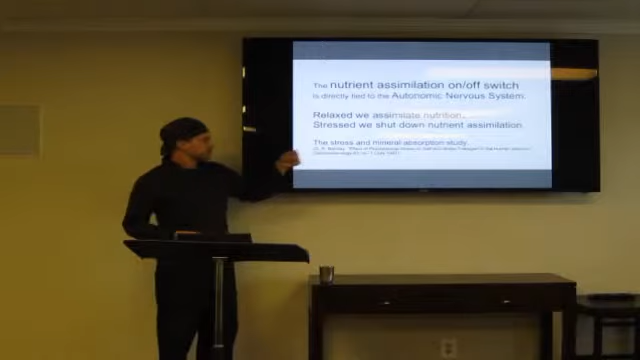 The nutrient assimilation on/off switch
is directly tied to the Autonomic Nervous System.
Relaxed we assimilate nutrition.
Stressed we shut-down nutrient assimilation.
The stress and mineral absorption study.